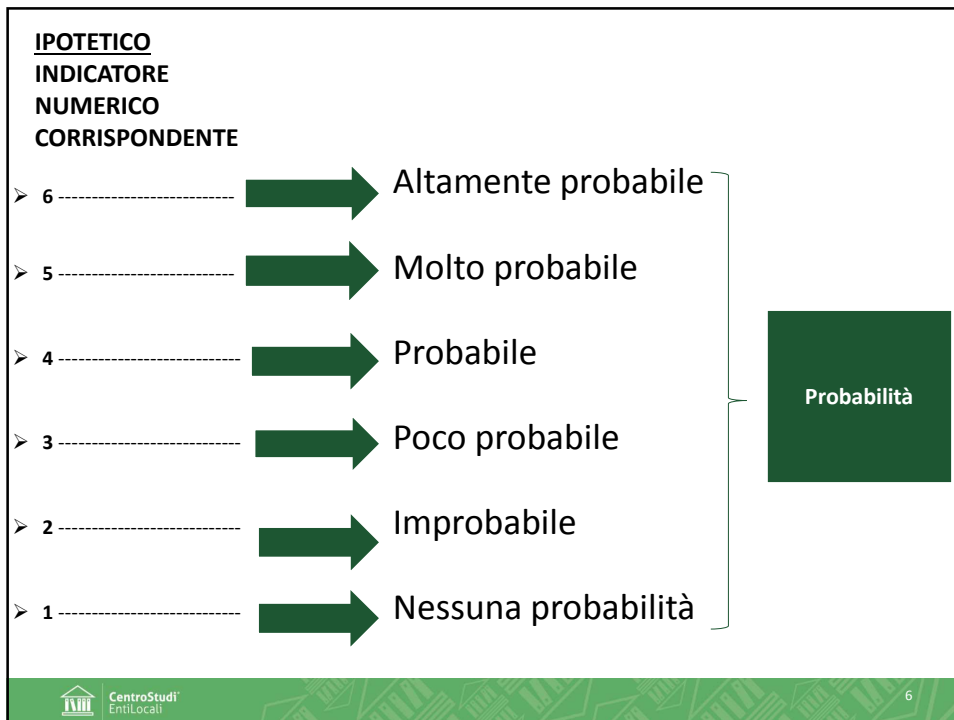 IPOTETICO
INDICATORE
NUMERICO
CORRISPONDENTE
➢ 6 -------------------------- Altamente probabile
➢ 5 -------------------------- Molto probabile
➢ 4 --------------------------- Probabile
➢ 3 --------------------------- Poco probabile
➢ 2 --------------------------- Improbabile
➢ 1 --------------------------- Nessuna probabilità
Probabilità
CentroStudi
EntiLocali
6